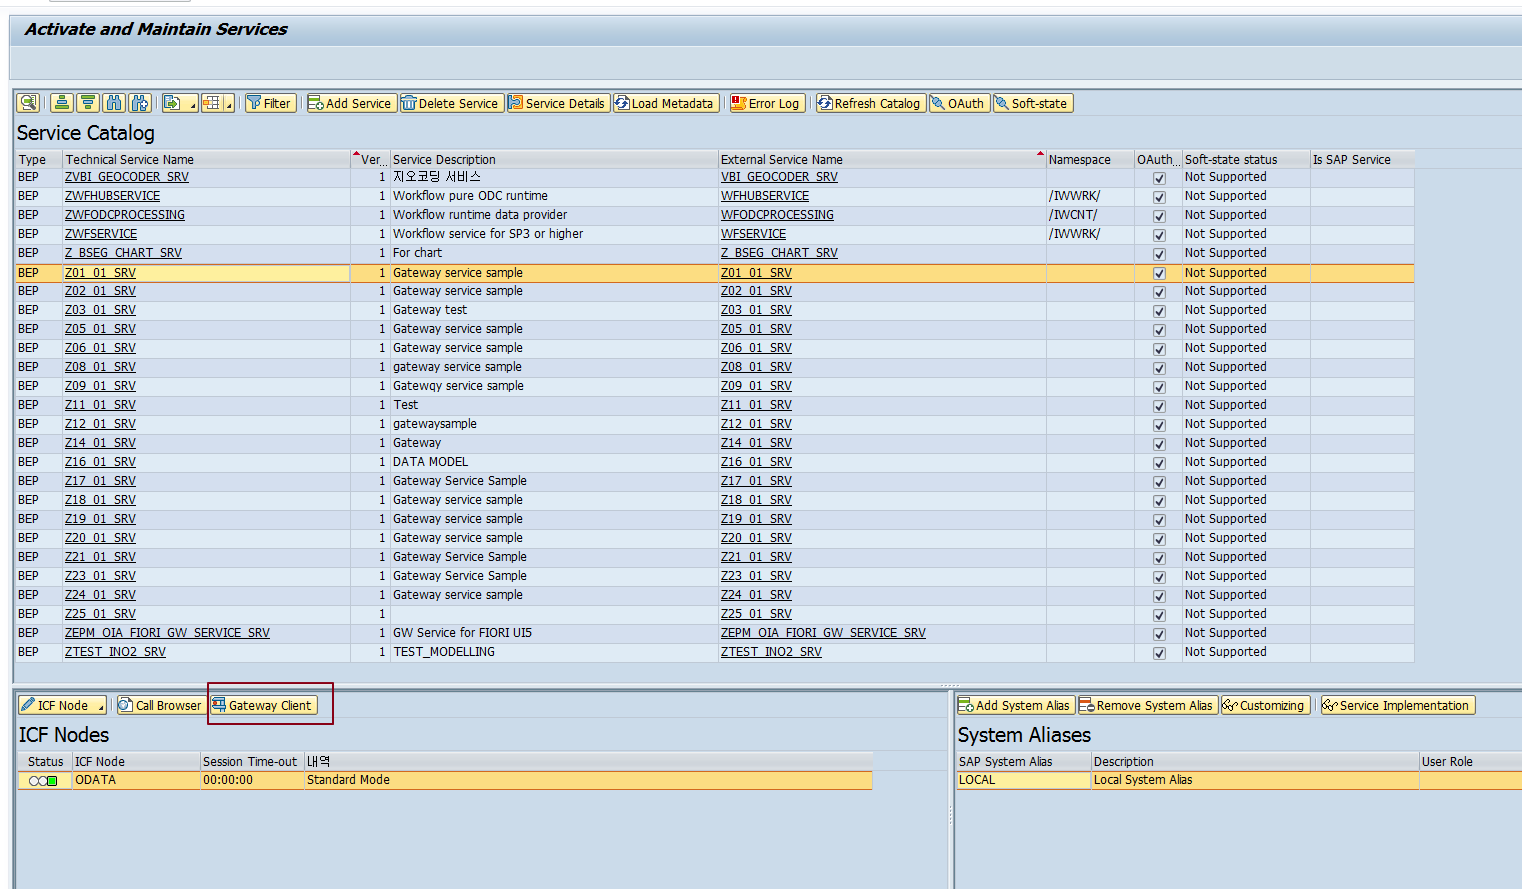 Activate and Maintain Services
Filter Add Service Delete Service Service Details Load Metadata Error Log Refresh Catalog OAuth Soft-state
Service Catalog
Type Technical Service Name Ver... Service Description External Service Name Namespace OAuth... Soft-state status Is SAP Service
BEP ZVBI_GEOCODER_SRV 1 지오코딩 서비스 VBI_GEOCODER_SRV Not Supported
BEP ZWFHUBSERVICE 1 Workflow pure ODC runtime WFHUBSERVICE /IWWRK/ Not Supported
BEP ZWFODCPROCESSING 1 Workflow runtime data provider WFODCPROCESSING /IWCNT/ Not Supported
BEP ZWFSERVICE 1 Workflow service for SP3 or higher WFSERVICE /IWWRK/ Not Supported
BEP Z_BSEG_CHART_SRV 1 For chart Z_BSEG_CHART_SRV Not Supported
BEP Z01_01_SRV 1 Gateway service sample Z01_01_SRV Not Supported
BEP Z02_01_SRV 1 Gateway service sample Z02_01_SRV Not Supported
BEP Z03_01_SRV 1 Gateway test Z03_01_SRV Not Supported
BEP Z05_01_SRV 1 Gateway service sample Z05_01_SRV Not Supported
BEP Z06_01_SRV 1 Gateway service sample Z06_01_SRV Not Supported
BEP Z08_01_SRV 1 gateway service sample Z08_01_SRV Not Supported
BEP Z09_01_SRV 1 Gatewqy service sample Z09_01_SRV Not Supported
BEP Z11_01_SRV 1 Test Z11_01_SRV Not Supported
BEP Z12_01_SRV 1 gatewaysample Z12_01_SRV Not Supported
BEP Z14_01_SRV 1 Gateway Z14_01_SRV Not Supported
BEP Z16_01_SRV 1 DATA MODEL Z16_01_SRV Not Supported
BEP Z17_01_SRV 1 Gateway Service Sample Z17_01_SRV Not Supported
BEP Z18_01_SRV 1 Gateway service sample Z18_01_SRV Not Supported
BEP Z19_01_SRV 1 Gateway service sample Z19_01_SRV Not Supported
BEP Z20_01_SRV 1 Gateway service sample Z20_01_SRV Not Supported
BEP Z21_01_SRV 1 Gateway Service Sample Z21_01_SRV Not Supported
BEP Z23_01_SRV 1 Gateway Service Sample Z23_01_SRV Not Supported
BEP Z24_01_SRV 1 Gateway service sample Z24_01_SRV Not Supported
BEP Z25_01_SRV 1 Z25_01_SRV Not Supported
BEP ZEPM_OIA_FIORI_GW_SERVICE_SRV 1 GW Service for FIORI UI5 ZEPM_OIA_FIORI_GW_SERVICE_SRV Not Supported
BEP ZTEST_INO2_SRV 1 TEST_MODELLING ZTEST_INO2_SRV Not Supported
ICF Node Call Browser Gateway Client
ICF Nodes
Status ICF Node Session Time-out 내역
ODATA 00:00:00 Standard Mode
Add System Alias Remove System Alias Customizing Service Implementation
System Aliases
SAP System Alias Description User Role
LOCAL Local System Alias